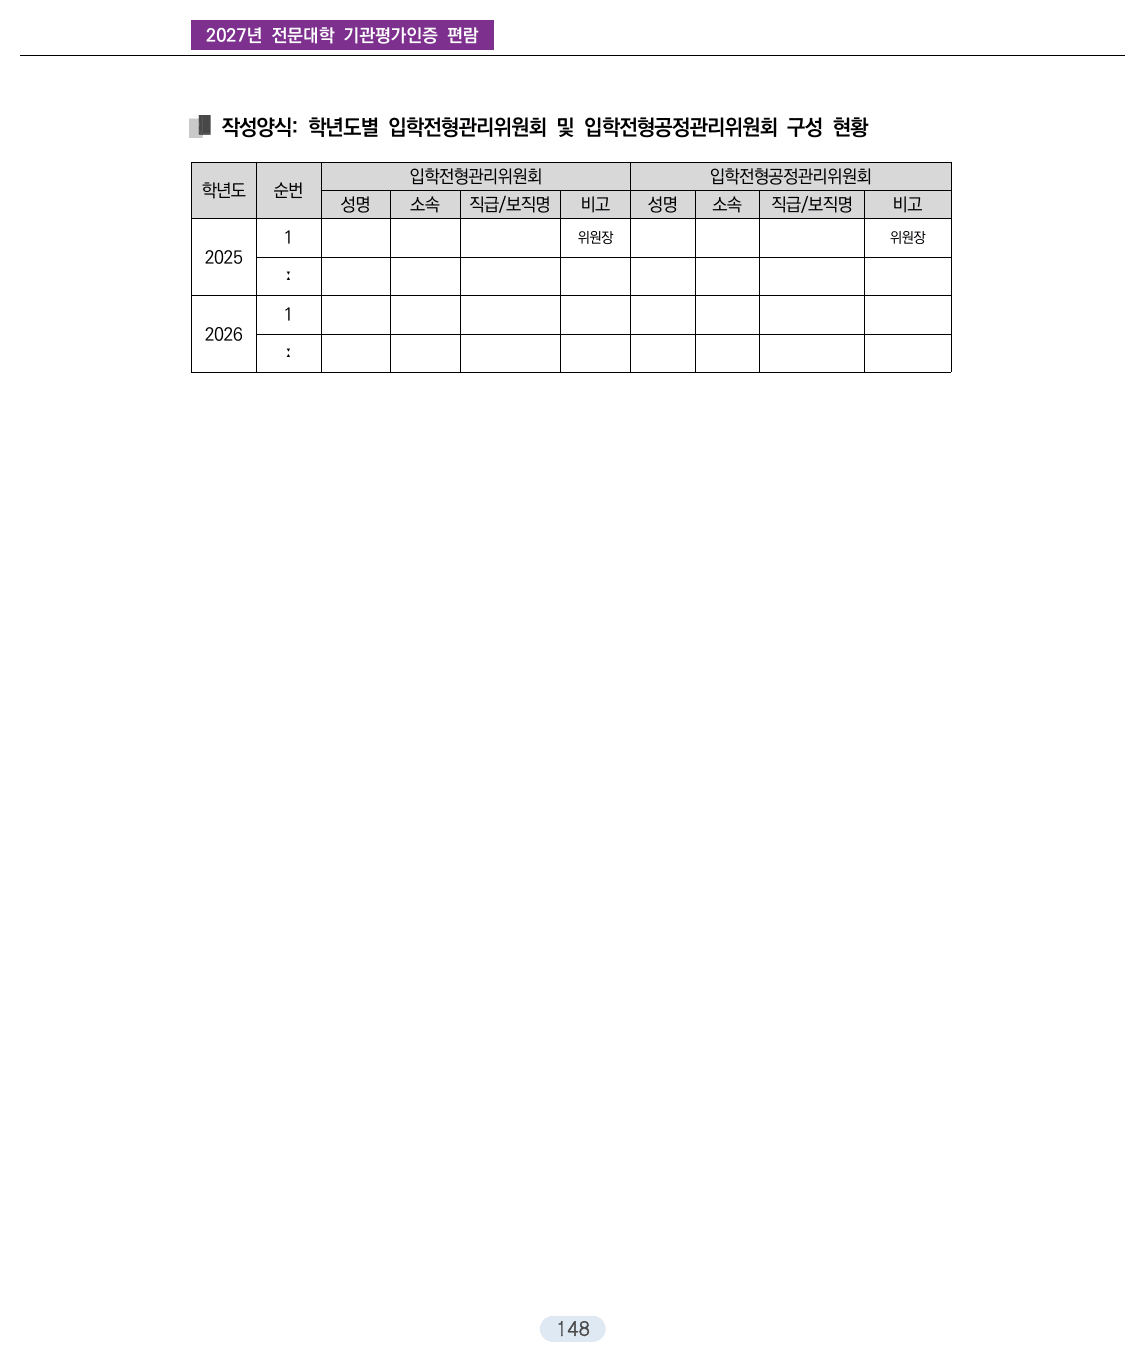 2027년 전문대학 기관평가인증 편람
작성양식: 학년도별 입학전형관리위원회 및 입학전형공정관리위원회 구성 현황
학년도 순번 입학전형관리위원회 입학전형공정관리위원회
성명 소속 직급/보직명 비고 성명 소속 직급/보직명 비고
2025 1 위원장 위원장
:
2026 1
:
148